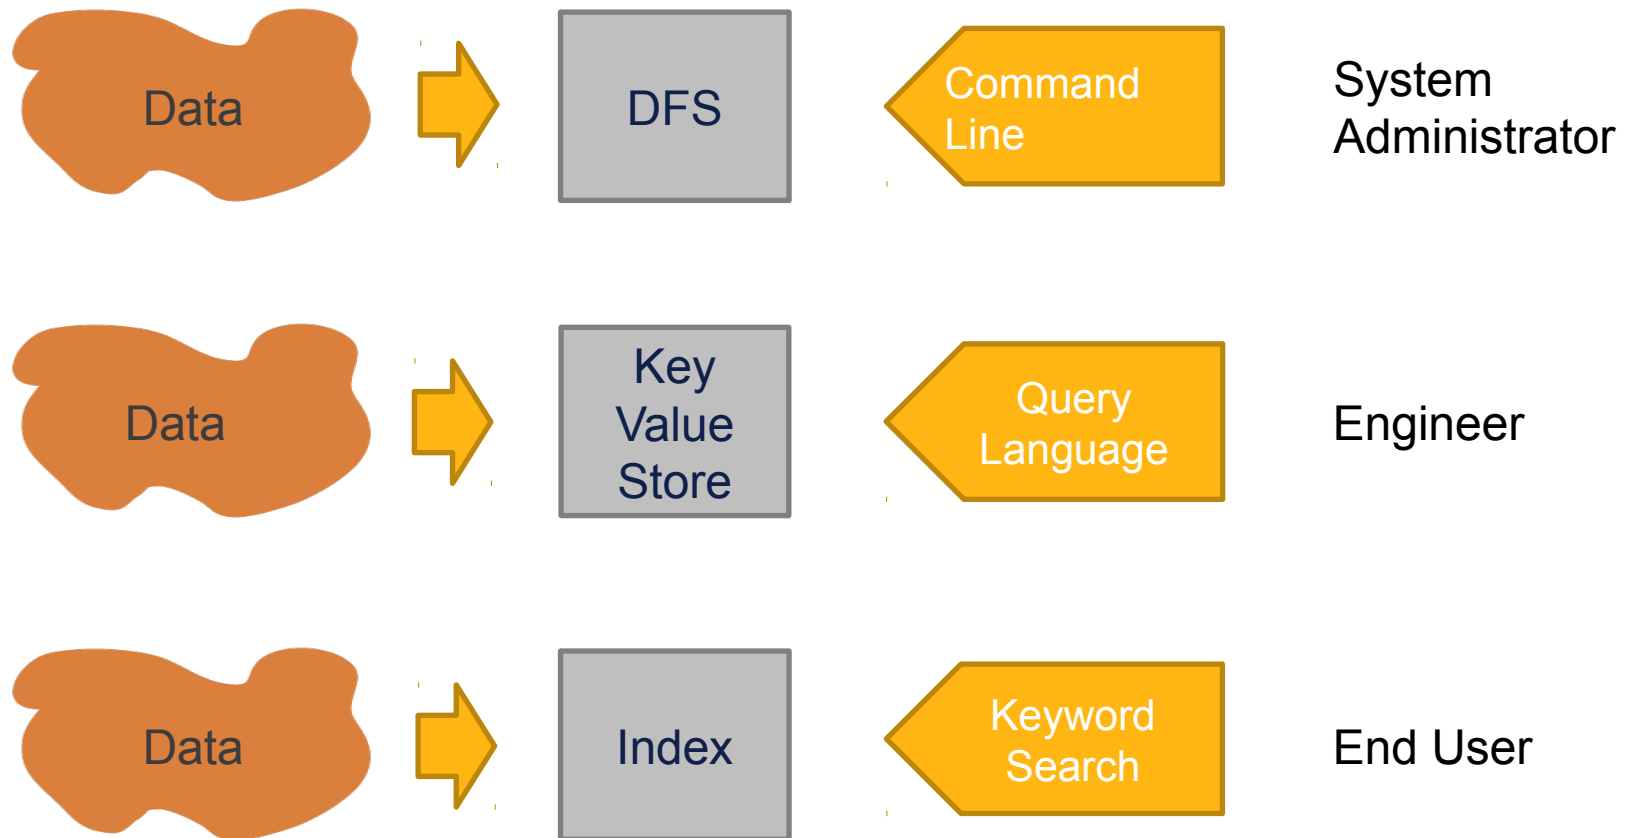 Data
DFS
Command
Line
System
Administrator
Data
Key
Value
Store
Query
Language
Engineer
Data
Index
Keyword
Search
End User